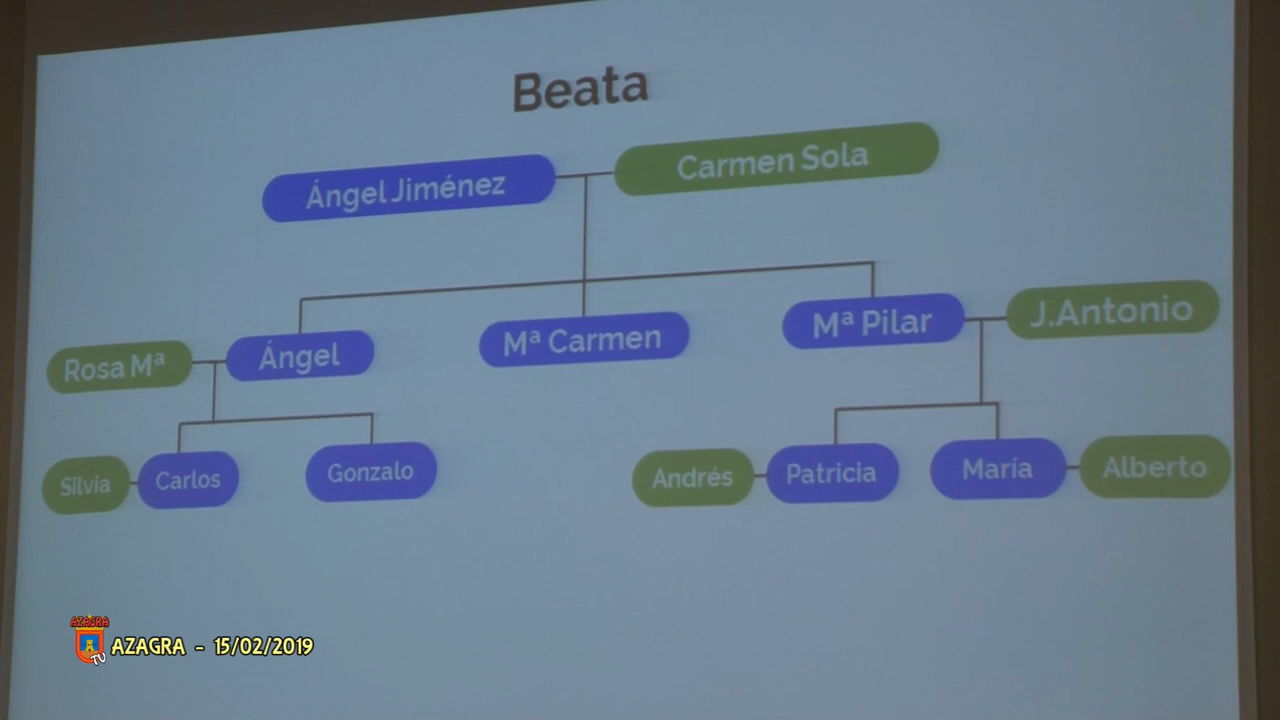 Beata
Ángel Jiménez
Carmen Sola
Rosa Mª
Ángel
Mª Carmen
Mª Pilar
J.Antonio
Silvia
Carlos
Gonzalo
Andrés
Patricia
María
Alberto
AZAGRA
TV
AZAGRA - 15/02/2019